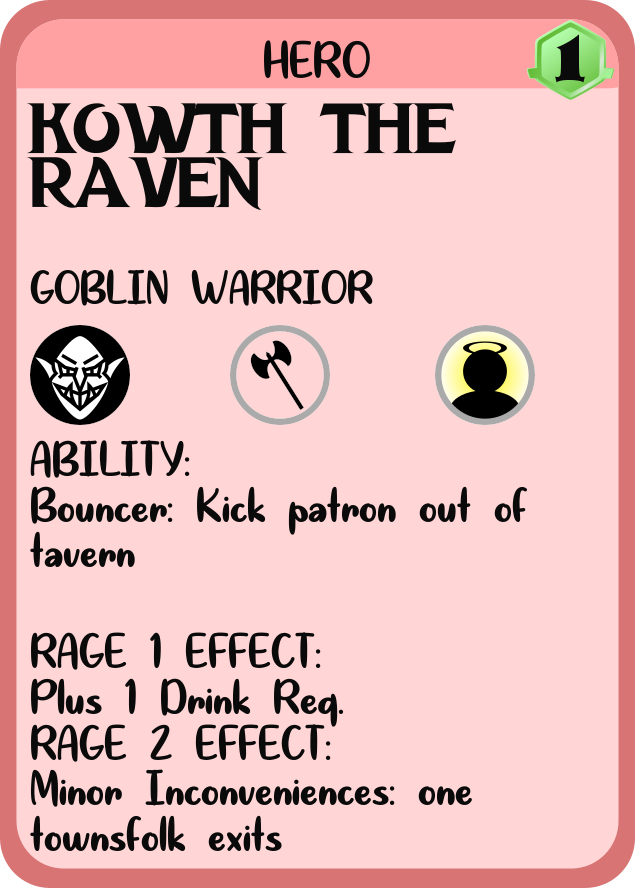 HERO
1
KOWTH THE
RAVEN
GOBLIN WARRIOR
ABILITY:
Bouncer: Kick patron out of
tavern
RAGE 1 EFFECT:
Plus 1 Drink Req.
RAGE 2 EFFECT:
Minor Inconveniences: one
townsfolk exits